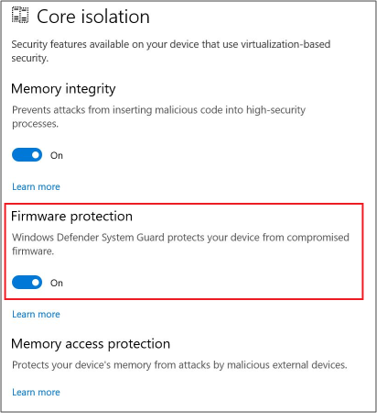 Core isolation
Security features available on your device that use virtualization-based
security.
Memory integrity
Prevents attacks from inserting malicious code into high-security
processes.
On
Learn more
Firmware protection
Windows Defender System Guard protects your device from compromised
firmware.
On
Learn more
Memory access protection
Protects your device's memory from attacks by malicious external devices.
Learn more